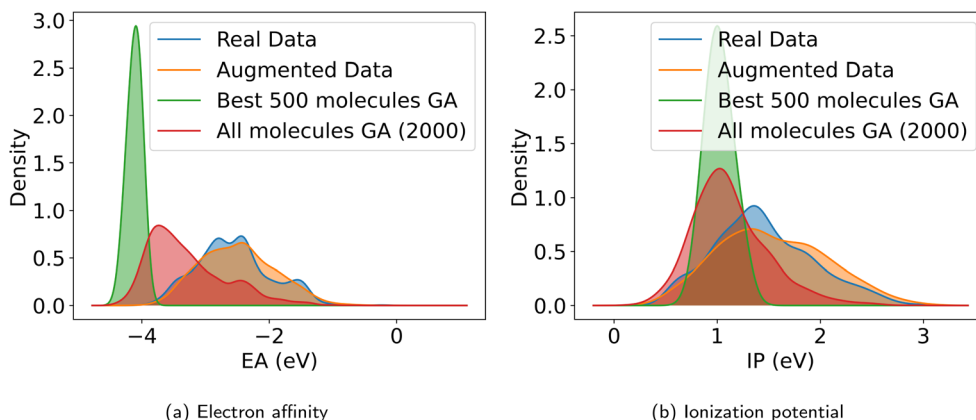 3.0
2.5
2.0
1.5
1.0
0.5
0.0
Density
Real Data
Augmented Data
Best 500 molecules GA
All molecules GA (2000)
−4
−2
0
EA (eV)
(a) Electron affinity
2.5
2.0
1.5
1.0
0.5
0.0
Density
Real Data
Augmented Data
Best 500 molecules GA
All molecules GA (2000)
0
1
2
3
IP (eV)
(b) Ionization potential